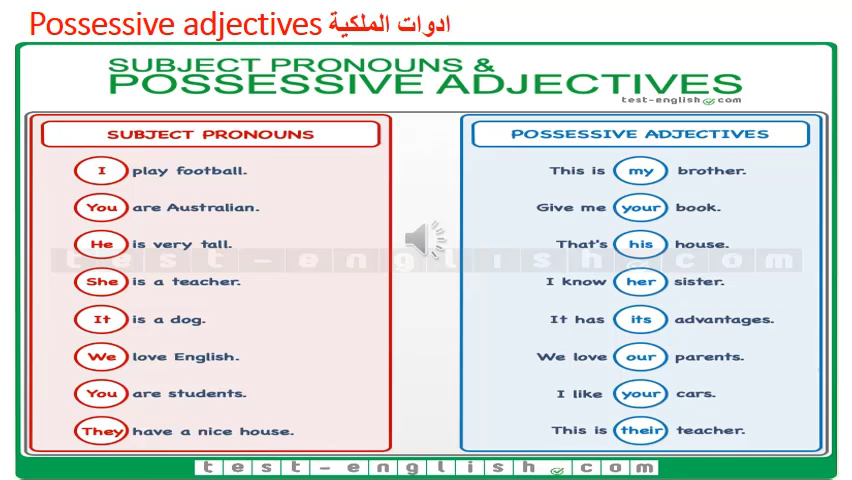 Possessive adjectives ادوات الملكية
SUBJECT PRONOUNS &
POSSESSIVE ADJECTIVES
test-english.com
SUBJECT PRONOUNS
I play football.
You are Australian.
He is very tall.
She is a teacher.
It is a dog.
We love English.
You are students.
They have a nice house.
POSSESSIVE ADJECTIVES
This is my brother.
Give me your book.
That's his house.
I know her sister.
It has its advantages.
We love our parents.
I like your cars.
This is their teacher.
test-english.com
test-english.com